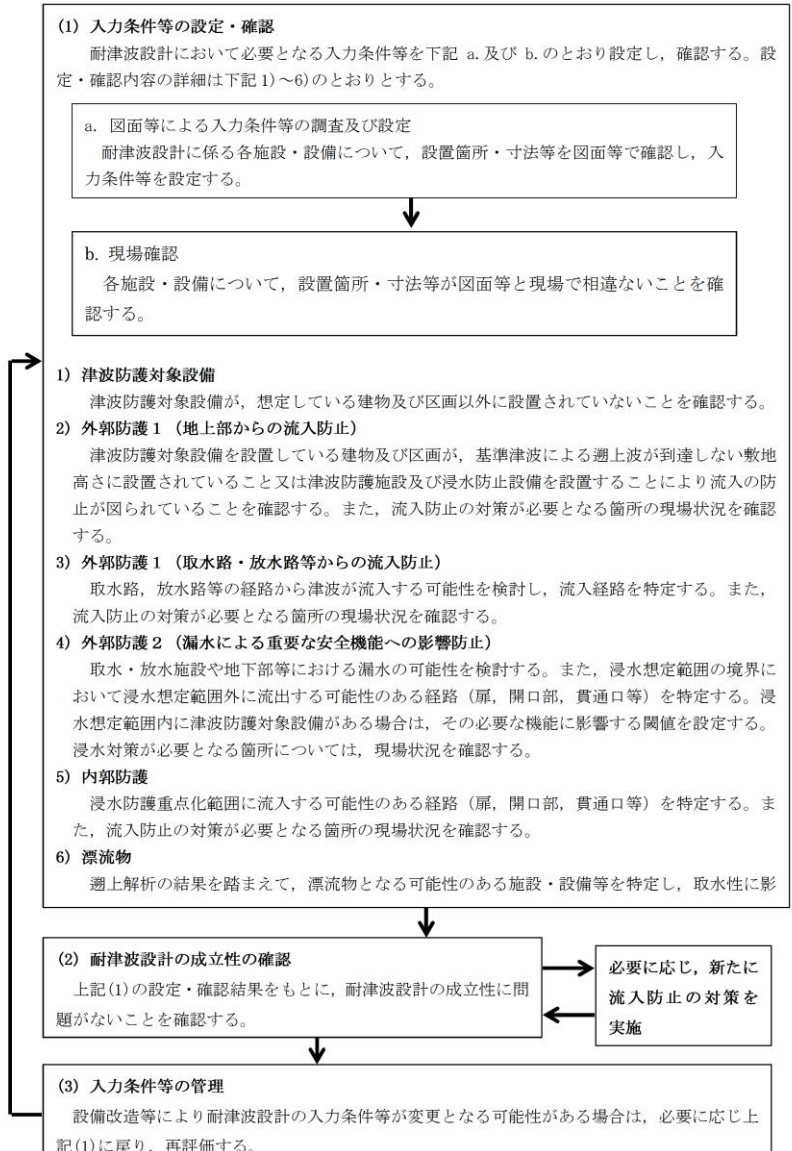 (1) 入力条件等の設定・確認
耐津波設計において必要となる入力条件等を下記 a. 及び b. のとおり設定し，確認する。設
定・確認内容の詳細は下記 1)～6)のとおりとする。
a. 図面等による入力条件等の調査及び設定
耐津波設計に係る各施設・設備について，設置箇所・寸法等を図面等で確認し，入
力条件等を設定する。
b. 現場確認
各施設・設備について，設置箇所・寸法等が図面等と現場で相違ないことを確
認する。
1) 津波防護対象設備
津波防護対象設備が，想定している建物及び区画以外に設置されていないことを確認する。
2) 外郭防護１（地上部からの流入防止）
津波防護対象設備を設置している建物及び区画が，基準津波による遡上波が到達しない敷地
高さに設置されていること又は津波防護施設及び浸水防止設備を設置することにより流入の防
止が図られていることを確認する。また，流入防止の対策が必要となる箇所の現場状況を確認
する。
3) 外郭防護１（取水路・放水路等からの流入防止）
取水路，放水路等の経路から津波が流入する可能性を検討し，流入経路を特定する。また，
流入防止の対策が必要となる箇所の現場状況を確認する。
4) 外郭防護２（漏水による重要な安全機能への影響防止）
取水・放水施設や地下部等における漏水の可能性を検討する。また，浸水想定範囲の境界に
おいて浸水想定範囲外に流出する可能性のある経路（扉，開口部，貫通口等）を特定する。浸
水想定範囲内に津波防護対象設備がある場合は，その必要な機能に影響する閾値を設定する。
浸水対策が必要となる箇所については，現場状況を確認する。
5) 内郭防護
浸水防護重点化範囲に流入する可能性のある経路（扉，開口部，貫通口等）を特定する。ま
た，流入防止の対策が必要となる箇所の現場状況を確認する。
6) 漂流物
遡上解析の結果を踏まえて，漂流物となる可能性のある施設・設備等を特定し，取水性に影
(2) 耐津波設計の成立性の確認
上記(1)の設定・確認結果をもとに，耐津波設計の成立性に問
題がないことを確認する。
必要に応じ，新たに
流入防止の対策を
実施
(3) 入力条件等の管理
設備改造等により耐津波設計の入力条件等が変更となる可能性がある場合は，必要に応じ上
記(1)に戻り，再評価する。